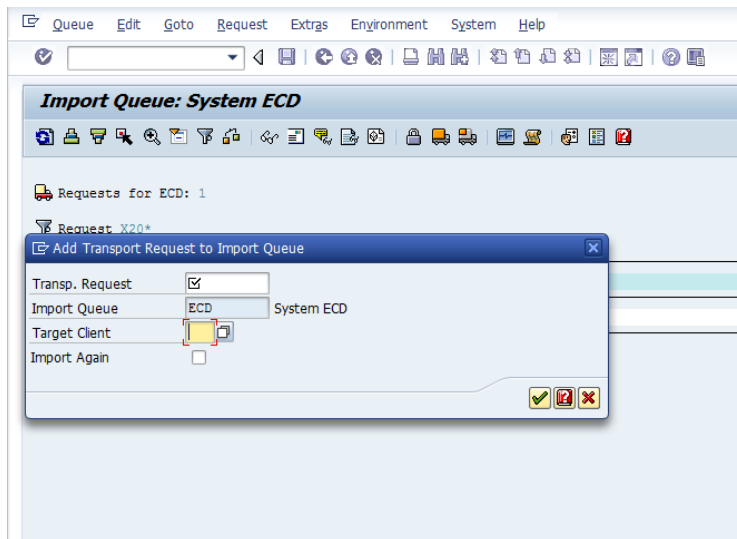 Queue Edit Goto Request Extras Environment System Help
Import Queue: System ECD
Requests for ECD: 1
Request X20*
Add Transport Request to Import Queue
Transp. Request
Import Queue ECD System ECD
Target Client
Import Again